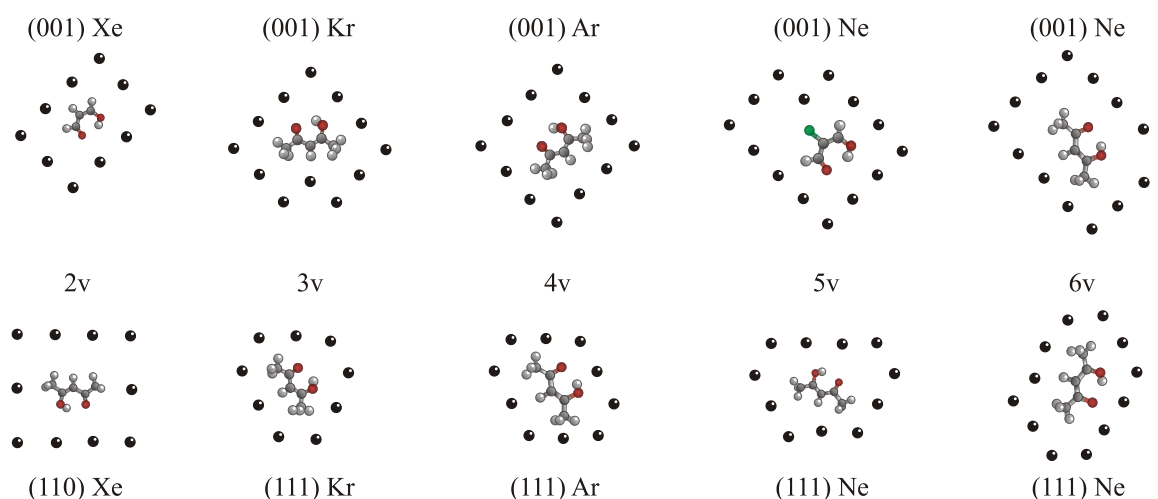 (001) Xe (001) Kr (001) Ar (001) Ne (001) Ne
2v 3v 4v 5v 6v
(110) Xe (111) Kr (111) Ar (111) Ne (111) Ne